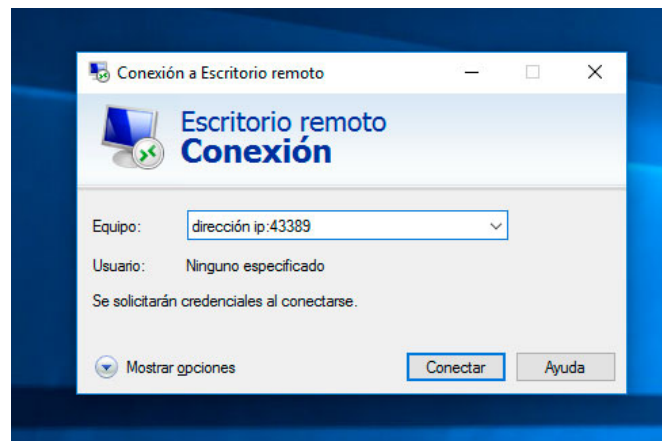 Conexión a Escritorio remoto
Escritorio remoto
Conexión
Equipo: dirección ip:43389
Usuario: Ninguno especificado
Se solicitarán credenciales al conectarse.
Mostrar opciones Conectar Ayuda